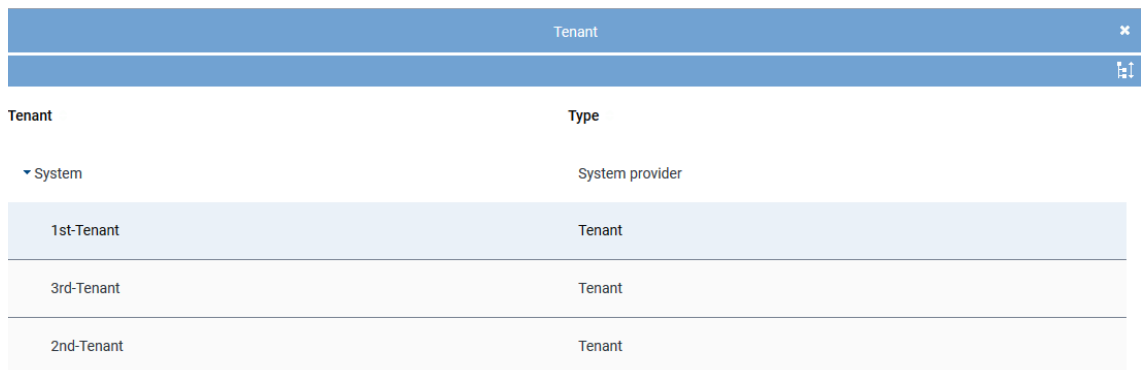 Tenant
Tenant Type
System System provider
1st-Tenant Tenant
3rd-Tenant Tenant
2nd-Tenant Tenant